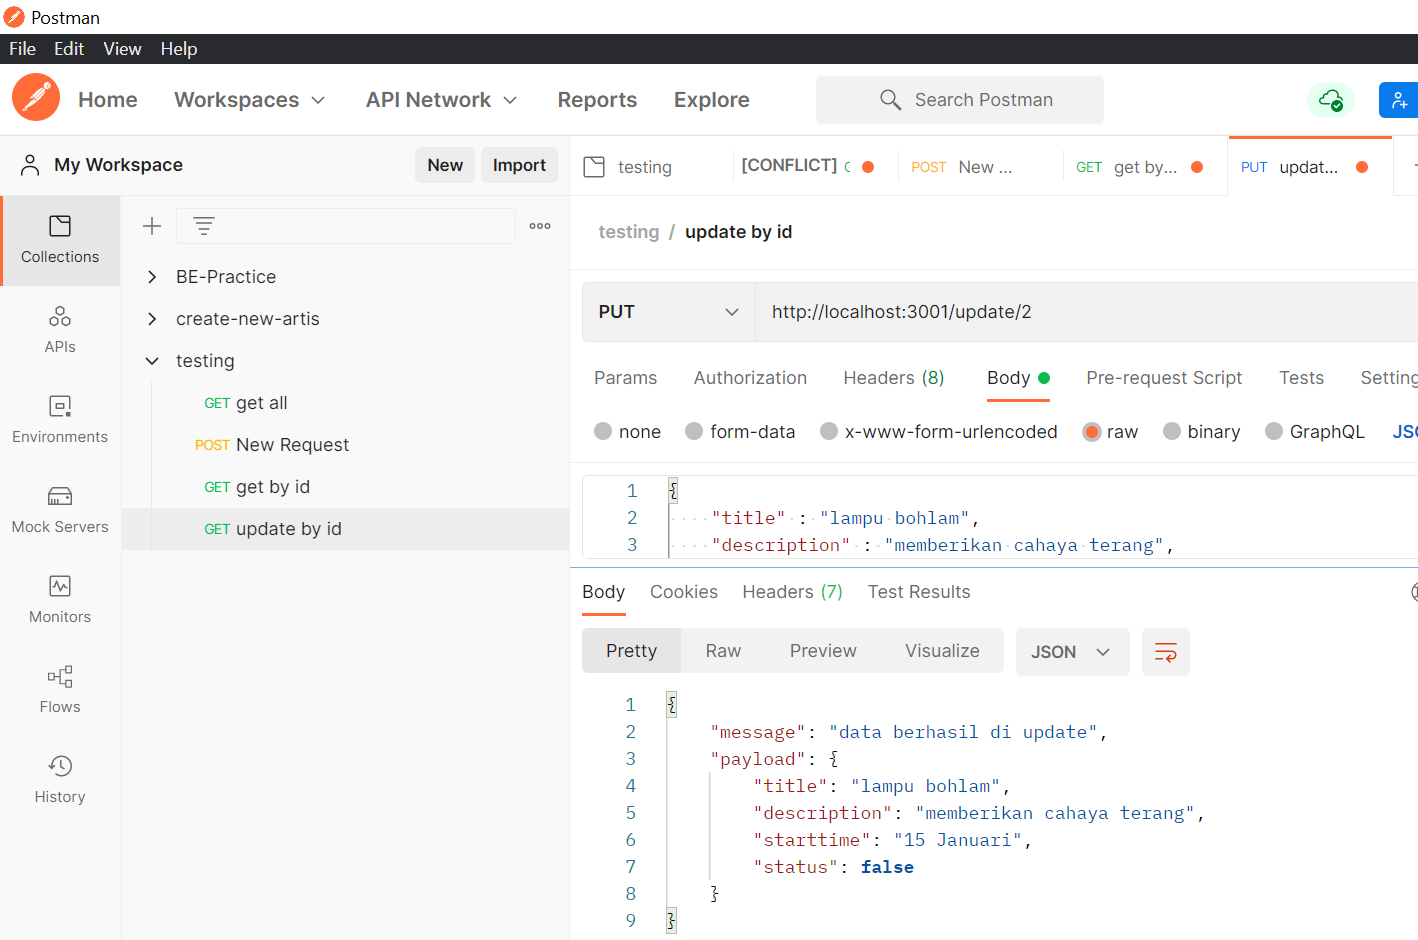 Postman
File Edit View Help
Home Workspaces API Network Reports Explore Search Postman
My Workspace New Import
testing [CONFLICT] POST New ... GET get by... PUT updat...
Collections
APIs
Environments
Mock Servers
Monitors
Flows
History
BE-Practice
create-new-artis
testing
GET get all
POST New Request
GET get by id
GET update by id
testing / update by id
PUT http://localhost:3001/update/2
Params Authorization Headers (8) Body Pre-request Script Tests Setting
none form-data x-www-form-urlencoded raw binary GraphQL
1 {
2 "title" : "lampu bohlam",
3 "description" : "memberikan cahaya terang",
Body Cookies Headers (7) Test Results
Pretty Raw Preview Visualize JSON
1 {
2 "message": "data berhasil di update",
3 "payload": {
4 "title": "lampu bohlam",
5 "description": "memberikan cahaya terang",
6 "starttime": "15 Januari",
7 "status": false
8 }
9 }